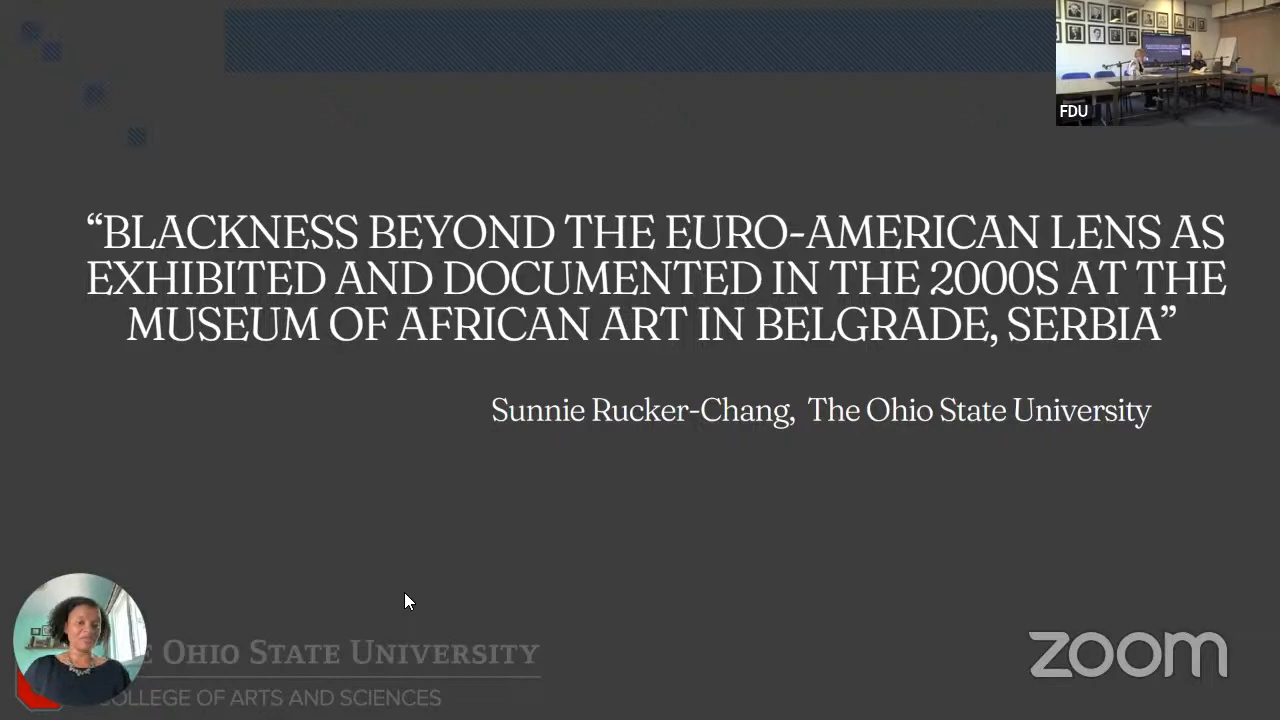 FDU
“BLACKNESS BEYOND THE EURO-AMERICAN LENS AS
EXHIBITED AND DOCUMENTED IN THE 2000S AT THE
MUSEUM OF AFRICAN ART IN BELGRADE, SERBIA”
Sunnie Rucker-Chang, The Ohio State University
OHIO STATE UNIVERSITY
OF ARTS AND SCIENCES
zoom